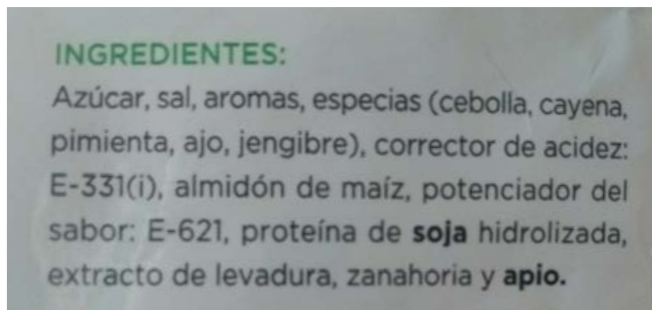 INGREDIENTES:
Azúcar, sal, aromas, especias (cebolla, cayena,
pimienta, ajo, jengibre), corrector de acidez:
E-331(i), almidón de maíz, potenciador del
sabor: E-621, proteína de soja hidrolizada,
extracto de levadura, zanahoria y apio.